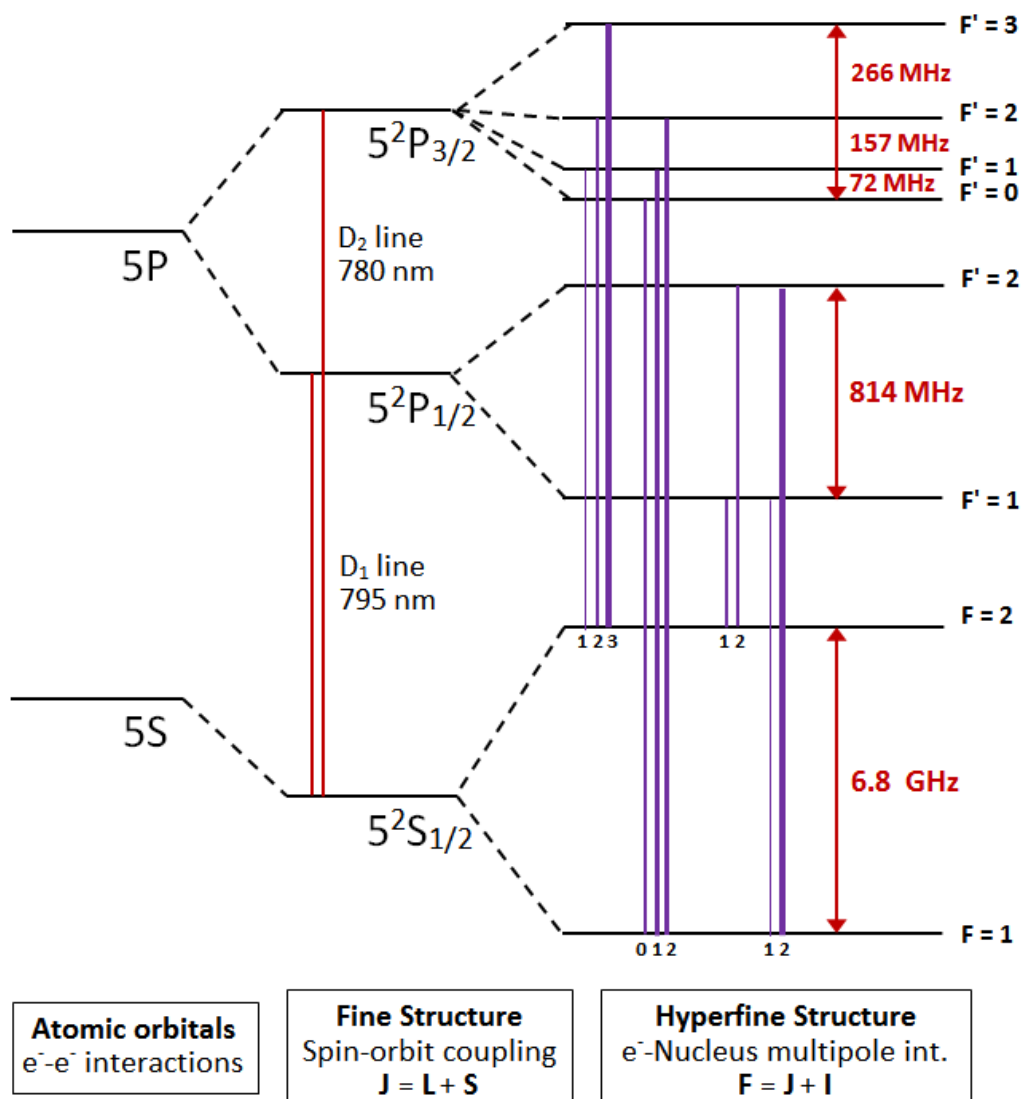 F' = 3
266 MHz
5²P3/2
F' = 2
157 MHz
F' = 1
72 MHz
F' = 0
5P
D₂ line
780 nm
F' = 2
5²P1/2
814 MHz
F' = 1
D₁ line
795 nm
F = 2
1 2 3
1 2
5S
5²S1/2
6.8 GHz
F = 1
0 1 2
1 2
Atomic orbitals
e⁻-e⁻ interactions
Fine Structure
Spin-orbit coupling
J = L + S
Hyperfine Structure
e⁻-Nucleus multipole int.
F = J + I